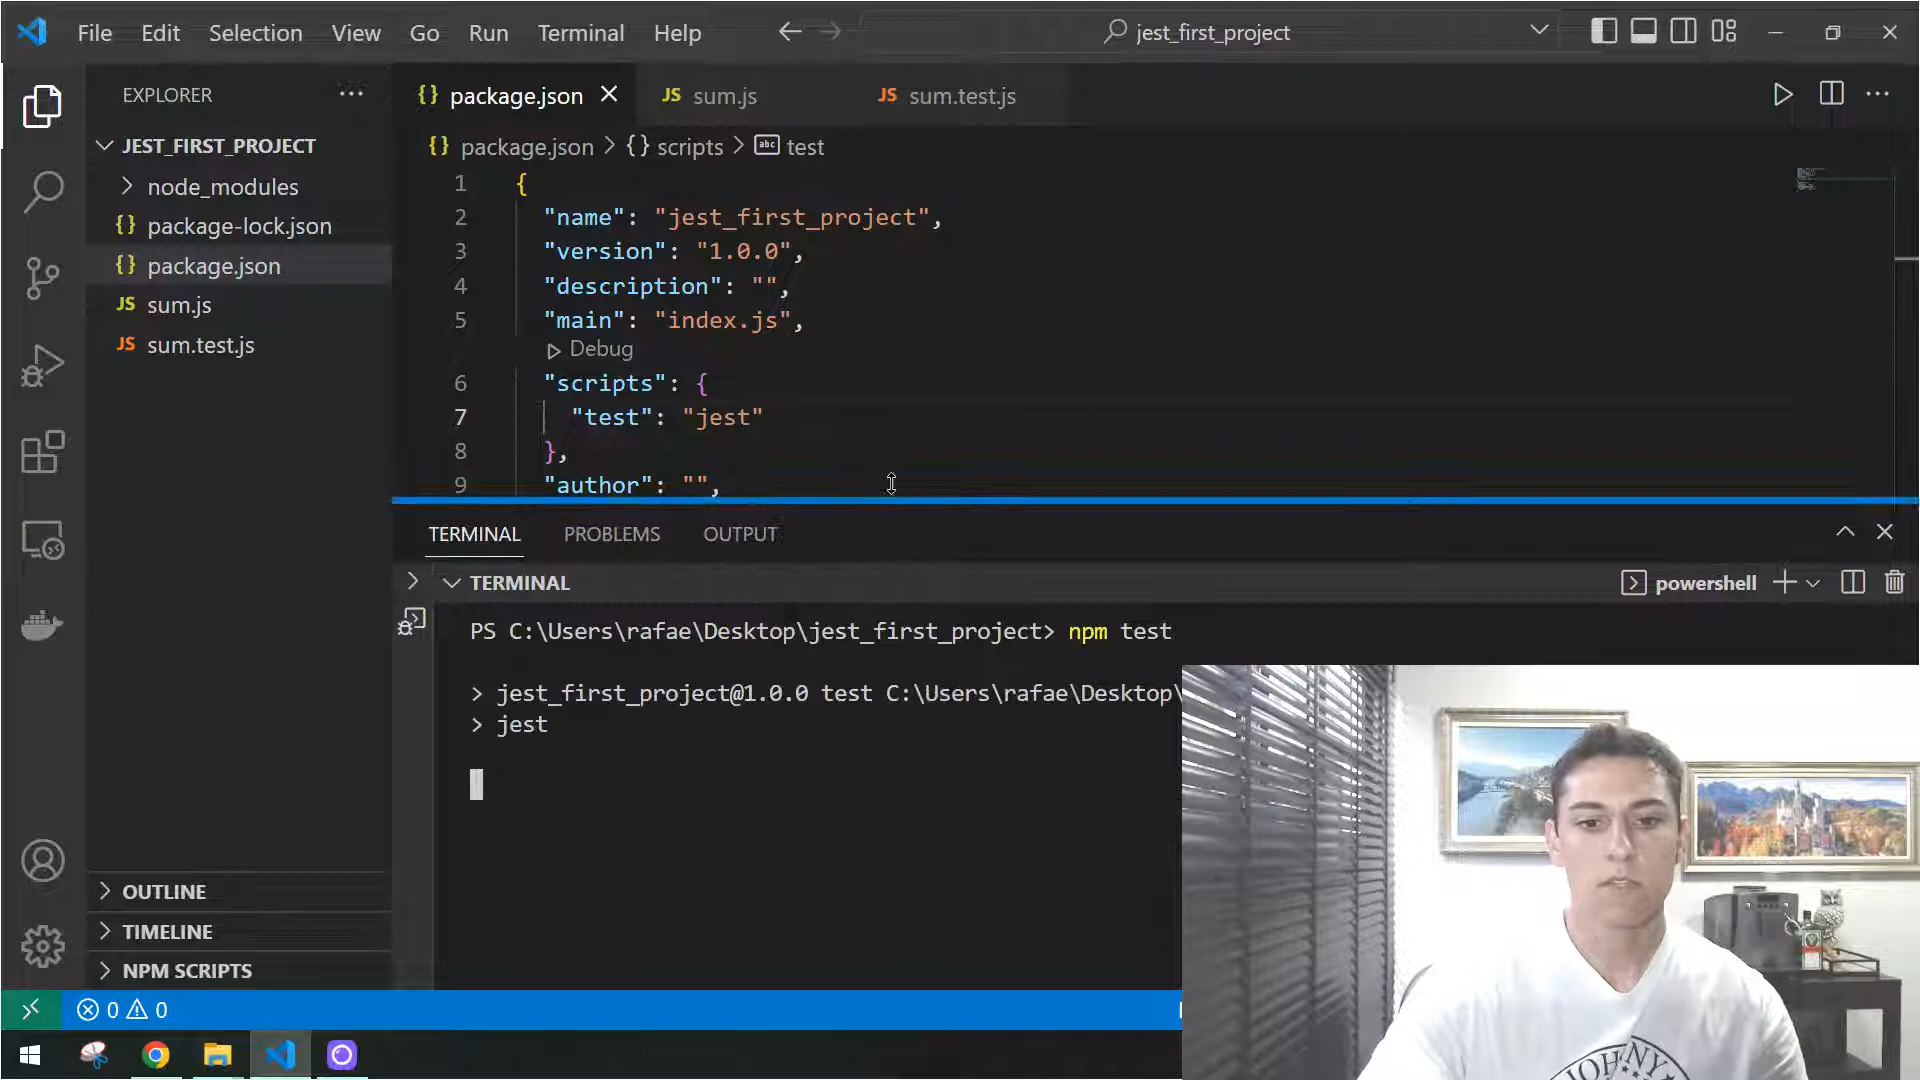 File Edit Selection View Go Run Terminal Help
jest_first_project
EXPLORER
JEST_FIRST_PROJECT
node_modules
package-lock.json
package.json
sum.js
sum.test.js
OUTLINE
TIMELINE
NPM SCRIPTS
package.json
JS sum.js
JS sum.test.js
package.json > {} scripts > abc test
1 {
2 "name": "jest_first_project",
3 "version": "1.0.0",
4 "description": "",
5 "main": "index.js",
Debug
6 "scripts": {
7 "test": "jest"
8 },
9 "author": "",
TERMINAL PROBLEMS OUTPUT
TERMINAL
powershell
PS C:\Users\rafae\Desktop\jest_first_project> npm test
> jest_first_project@1.0.0 test C:\Users\rafae\Desktop\
> jest
0 0
JOHNNY